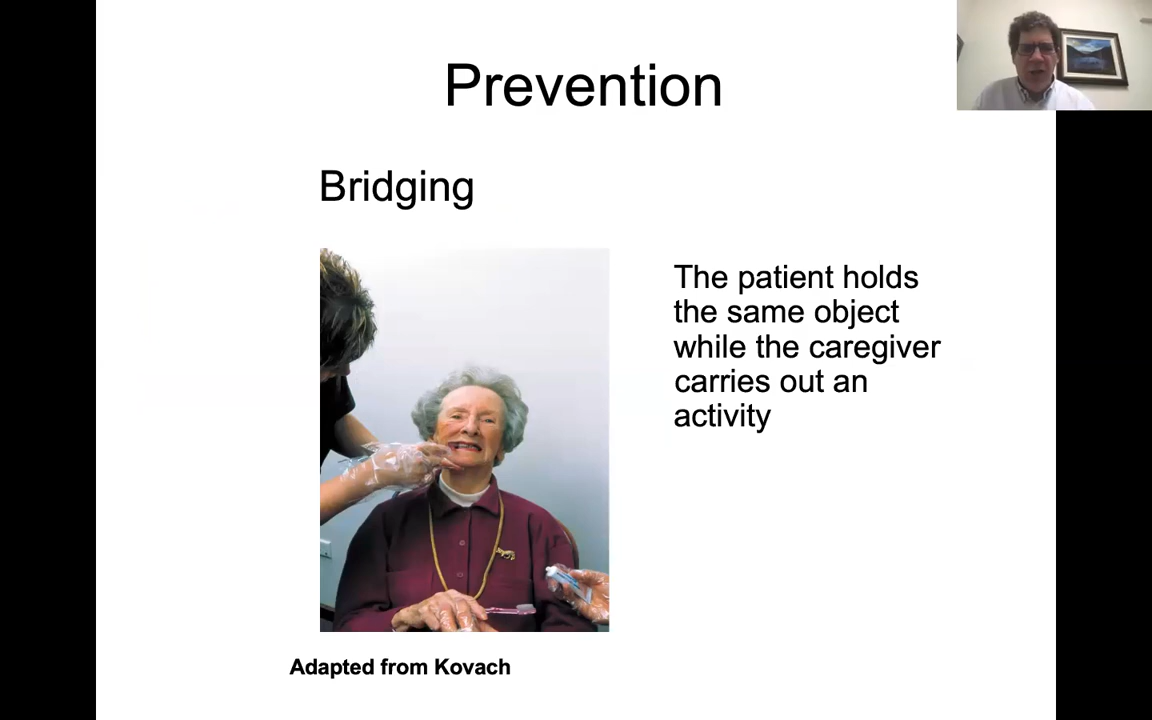 Prevention
Bridging
The patient holds
the same object
while the caregiver
carries out an
activity
Adapted from Kovach